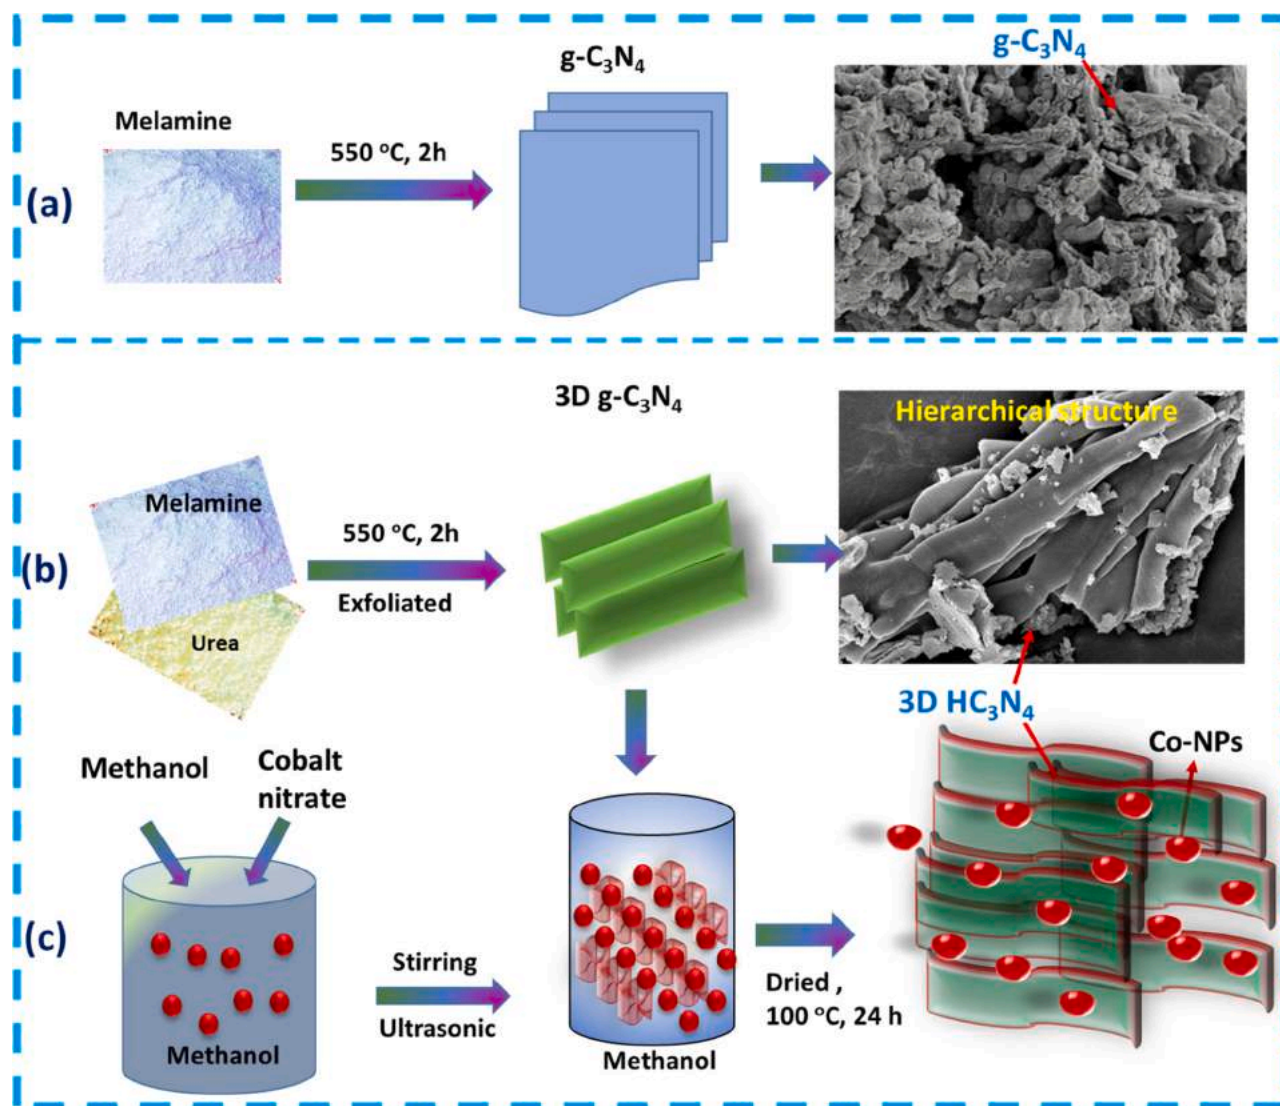 (a)
Melamine
550 °C, 2h
g-C₃N₄
g-C₃N₄
(b)
Melamine
Urea
550 °C, 2h
Exfoliated
3D g-C₃N₄
Hierarchical structure
3D HC₃N₄
Co-NPs
(c)
Methanol
Cobalt
nitrate
Methanol
Stirring
Ultrasonic
Methanol
Dried ,
100 °C, 24 h